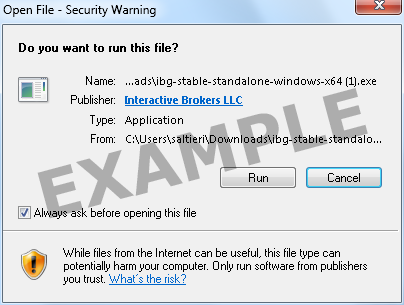 Open File - Security Warning
Do you want to run this file?
Name: ...ads\ibg-stable-standalone-windows-x64 (1).exe
Publisher: Interactive Brokers LLC
Type: Application
From: C:\Users\saltieri\Downloads\ibg-stable-standalo...
EXAMPLE
Run Cancel
Always ask before opening this file
While files from the Internet can be useful, this file type can
potentially harm your computer. Only run software from publishers
you trust. What's the risk?